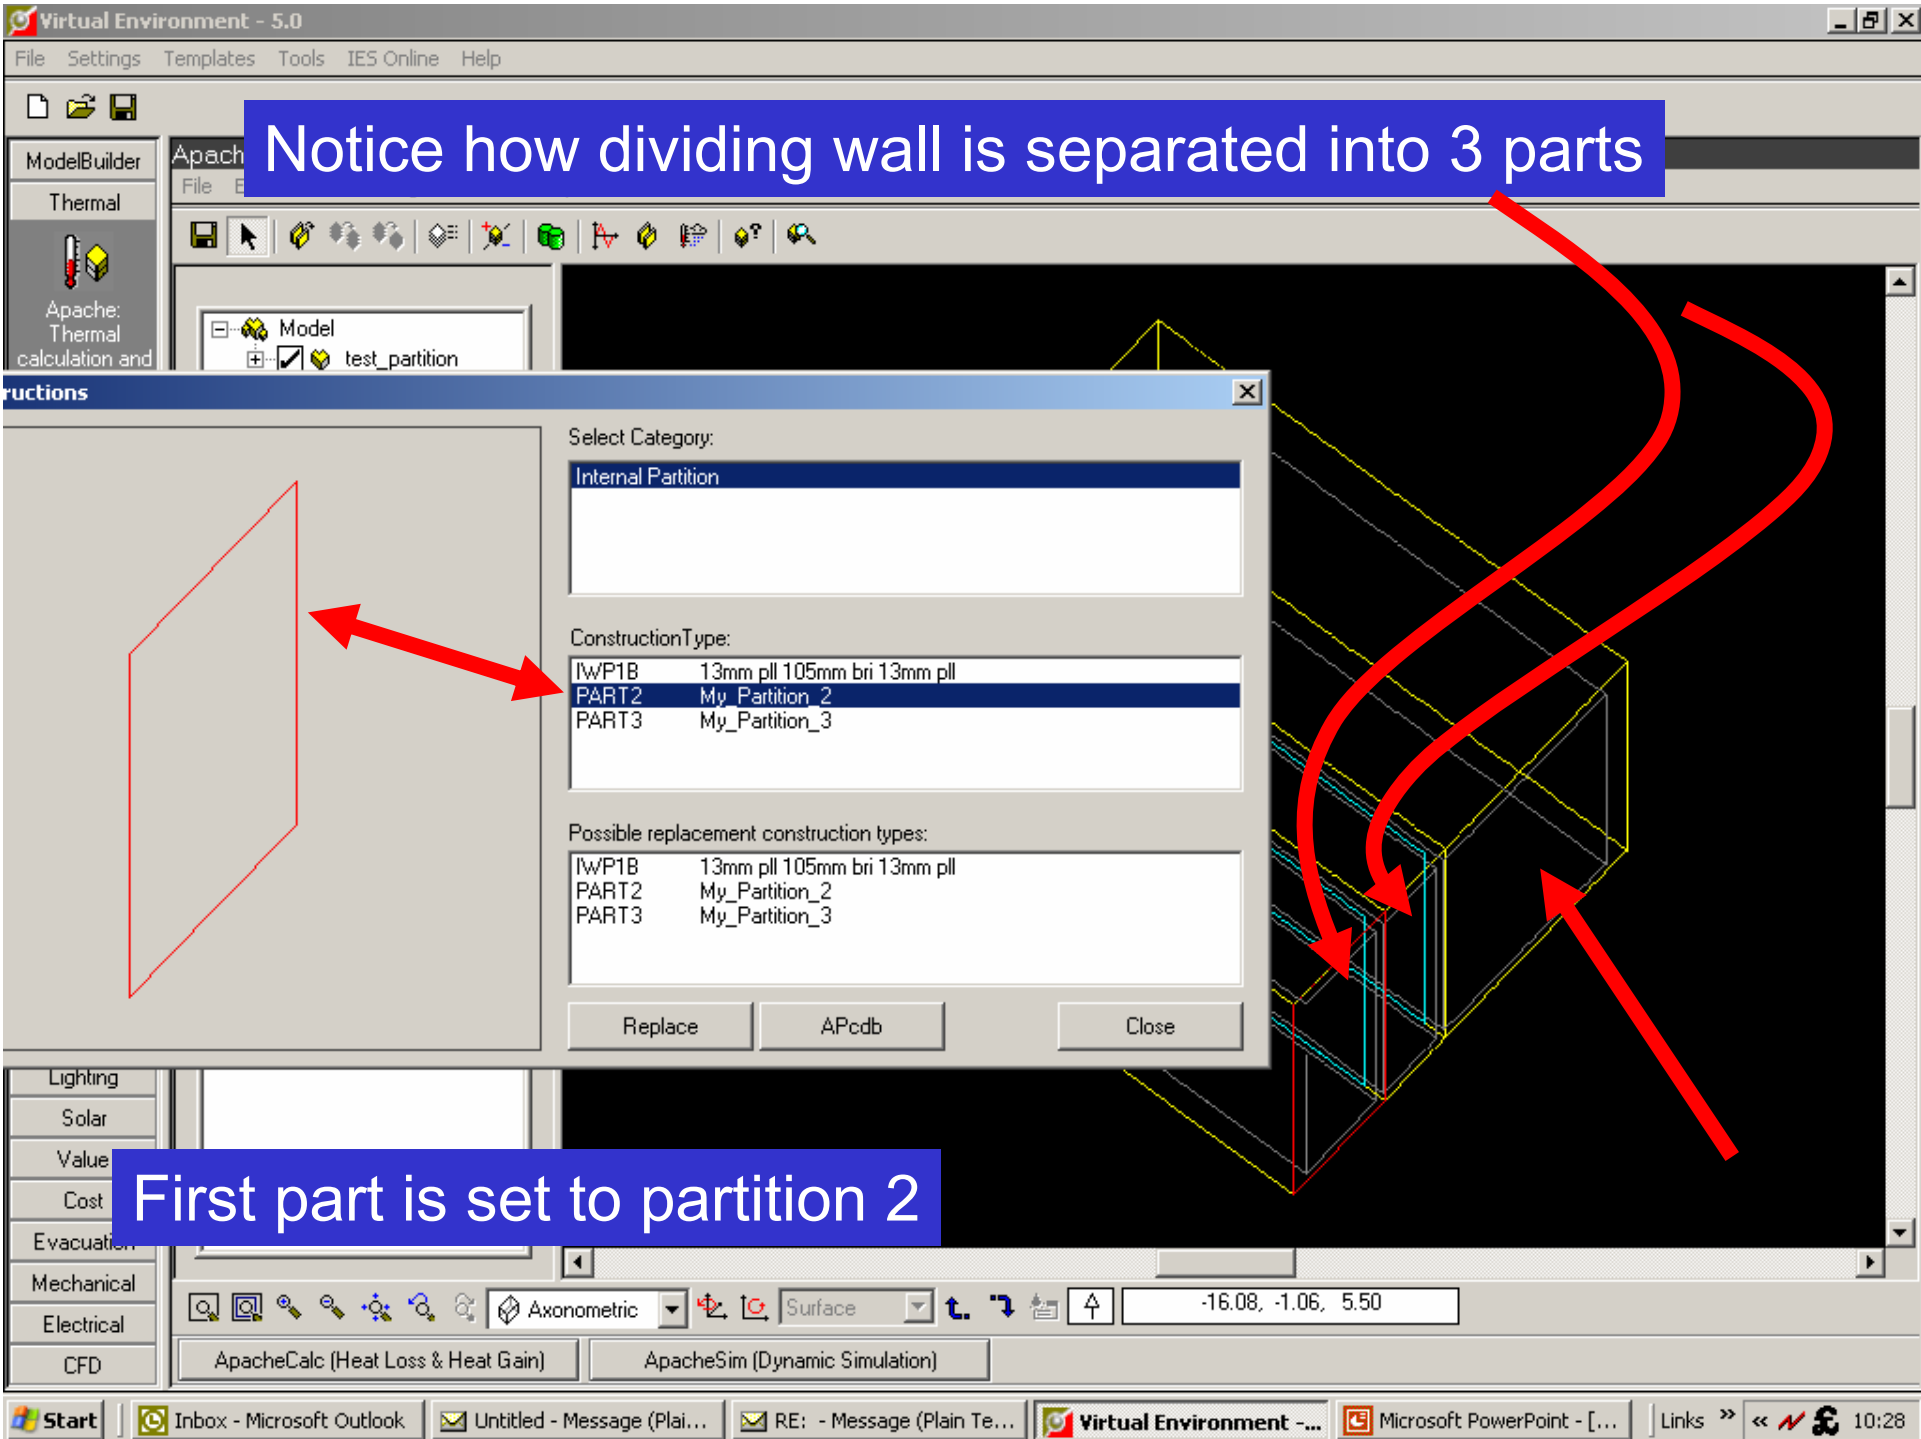 Virtual Environment - 5.0
File Settings Templates Tools IES Online Help
Notice how dividing wall is separated into 3 parts
ModelBuilder
Thermal
Apache:
Thermal
calculation and
Apach
File E
Model
test_partition
ructions
Select Category:
Internal Partition
ConstructionType:
IWP1B 13mm pll 105mm bri 13mm pll
PART2 My_Partition_2
PART3 My_Partition_3
Possible replacement construction types:
IWP1B 13mm pll 105mm bri 13mm pll
PART2 My_Partition_2
PART3 My_Partition_3
Replace APcdb Close
Lighting
Solar
Value
Cost
Evacuation
Mechanical
Electrical
CFD
First part is set to partition 2
Axonometric Surface -16.08, -1.06, 5.50
ApacheCalc (Heat Loss & Heat Gain) ApacheSim (Dynamic Simulation)
Start Inbox - Microsoft Outlook Untitled - Message (Plai... RE: - Message (Plain Te... Virtual Environment -... Microsoft PowerPoint - [... Links » « 10:28